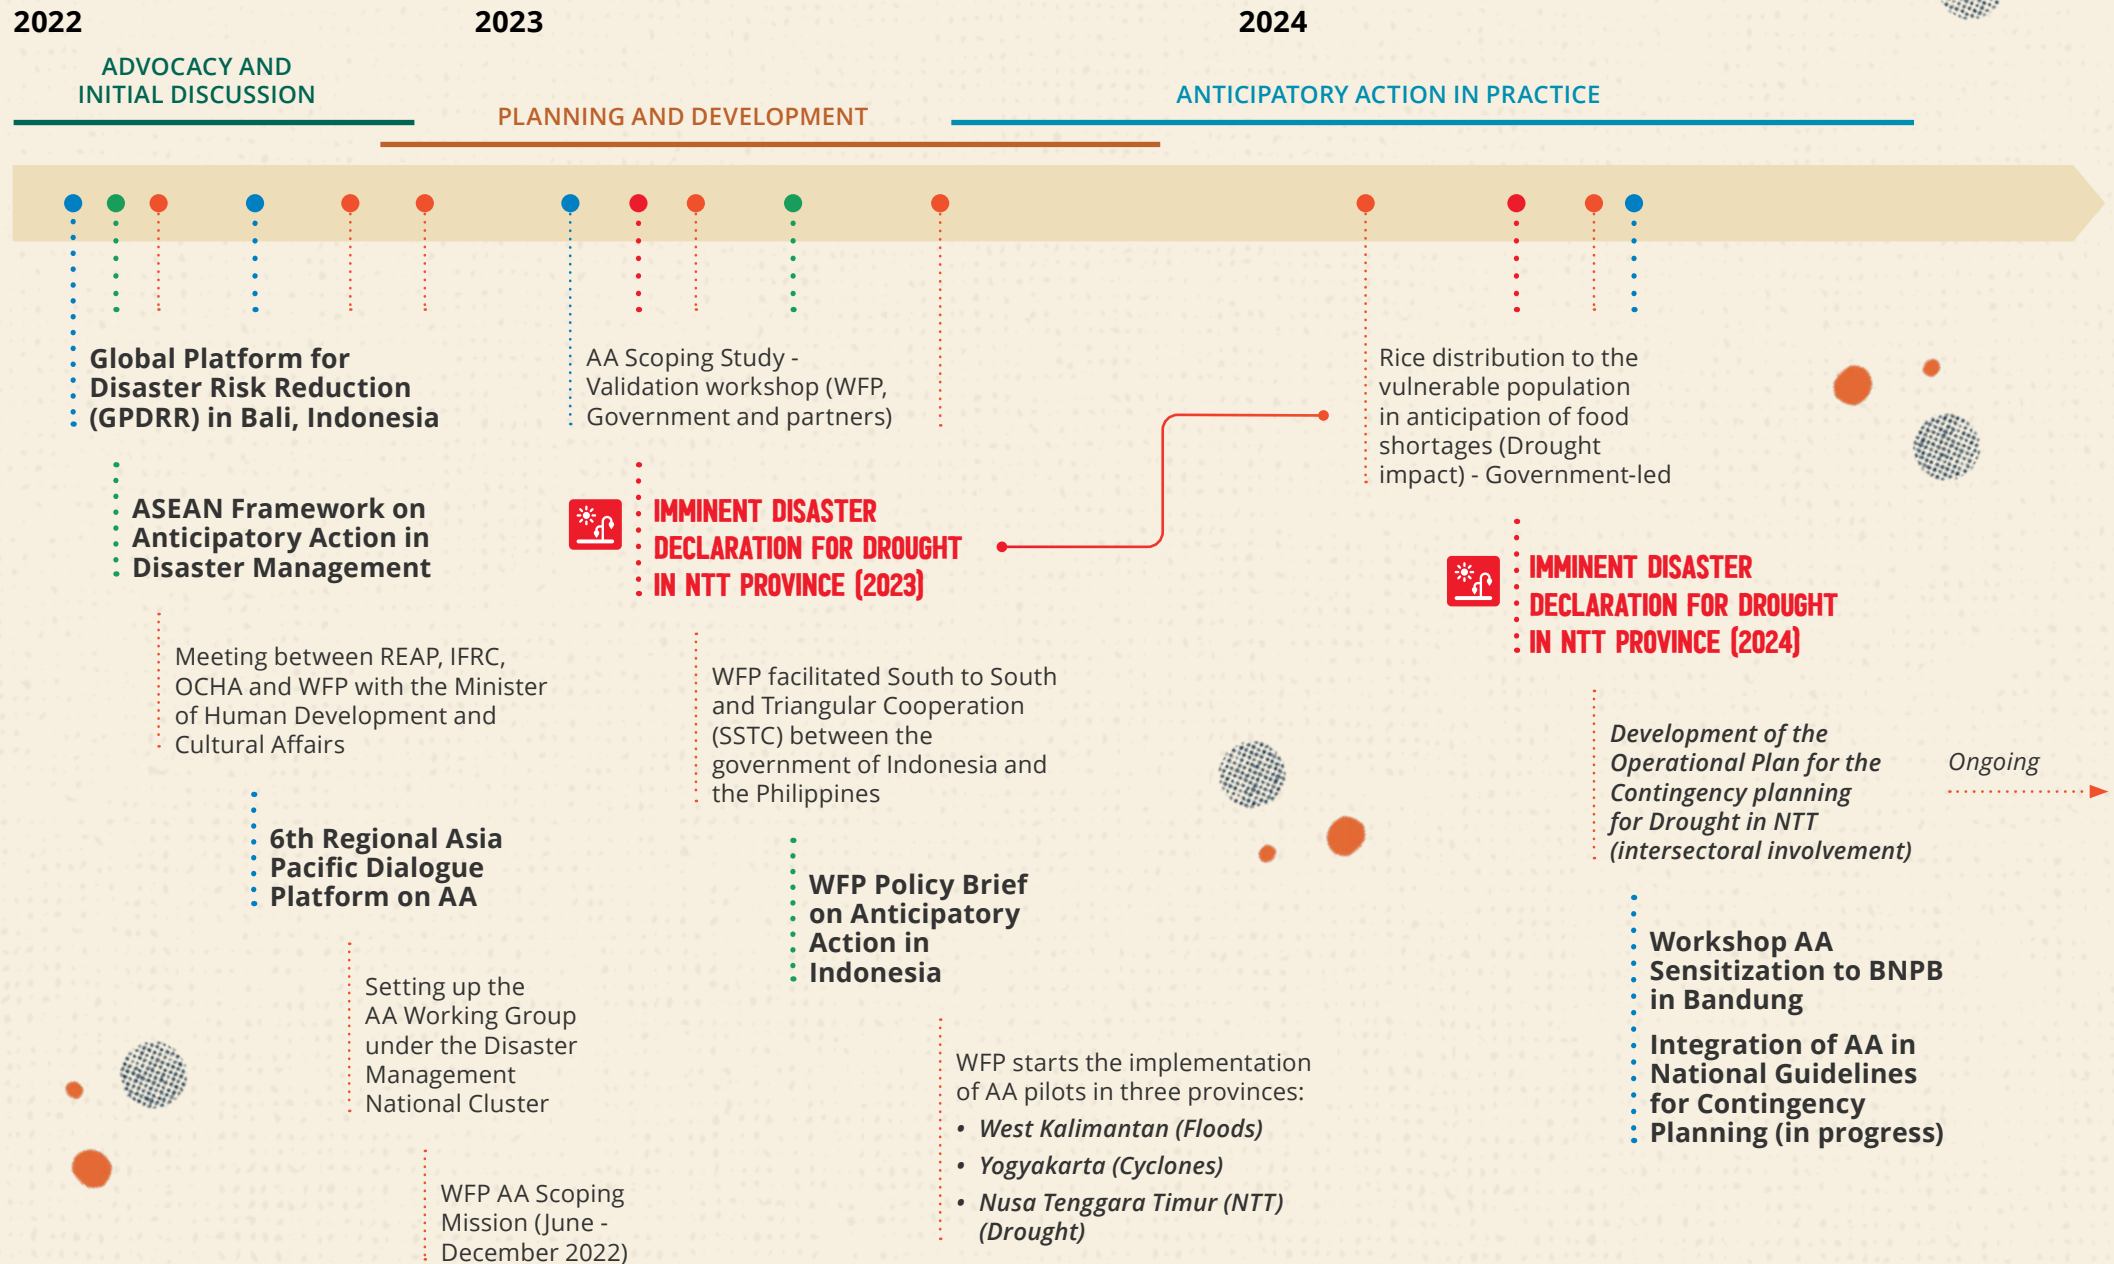 2022
2023
2024
ADVOCACY AND
INITIAL DISCUSSION
PLANNING AND DEVELOPMENT
ANTICIPATORY ACTION IN PRACTICE
Global Platform for
Disaster Risk Reduction
(GPDRR) in Bali, Indonesia
ASEAN Framework on
Anticipatory Action in
Disaster Management
Meeting between REAP, IFRC,
OCHA and WFP with the Minister
of Human Development and
Cultural Affairs
6th Regional Asia
Pacific Dialogue
Platform on AA
Setting up the
AA Working Group
under the Disaster
Management
National Cluster
WFP AA Scoping
Mission (June -
December 2022)
AA Scoping Study -
Validation workshop (WFP,
Government and partners)
IMMINENT DISASTER
DECLARATION FOR DROUGHT
IN NTT PROVINCE (2023)
WFP facilitated South to South
and Triangular Cooperation
(SSTC) between the
government of Indonesia and
the Philippines
WFP Policy Brief
on Anticipatory
Action in
Indonesia
WFP starts the implementation
of AA pilots in three provinces:
• West Kalimantan (Floods)
• Yogyakarta (Cyclones)
• Nusa Tenggara Timur (NTT)
(Drought)
Rice distribution to the
vulnerable population
in anticipation of food
shortages (Drought
impact) - Government-led
IMMINENT DISASTER
DECLARATION FOR DROUGHT
IN NTT PROVINCE (2024)
Development of the
Operational Plan for the
Contingency planning
for Drought in NTT
(intersectoral involvement)
Ongoing
Workshop AA
Sensitization to BNPB
in Bandung
Integration of AA in
National Guidelines
for Contingency
Planning (in progress)